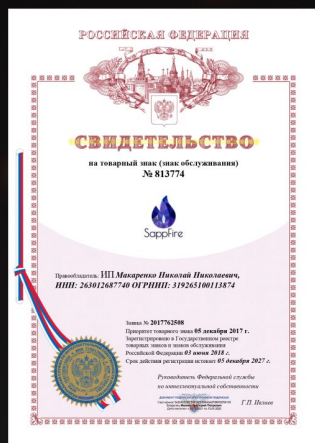 РОССИЙСКАЯ ФЕДЕРАЦИЯ
СВИДЕТЕЛЬСТВО
на товарный знак (знак обслуживания)
№ 813774
SappFire
Правообладатель: ИП Макаренко Николай Николаевич,
ИНН: 263012687740 ОГРНИП: 319265100113874
Заявка № 2017762508
Приоритет товарного знака 05 декабря 2017 г.
Зарегистрировано в Государственном реестре
товарных знаков и знаков обслуживания
Российской Федерации 03 июня 2018 г.
Срок действия регистрации истекает 05 декабря 2027 г.
Руководитель Федеральной службы
по интеллектуальной собственности
Г.П. Ивлиев